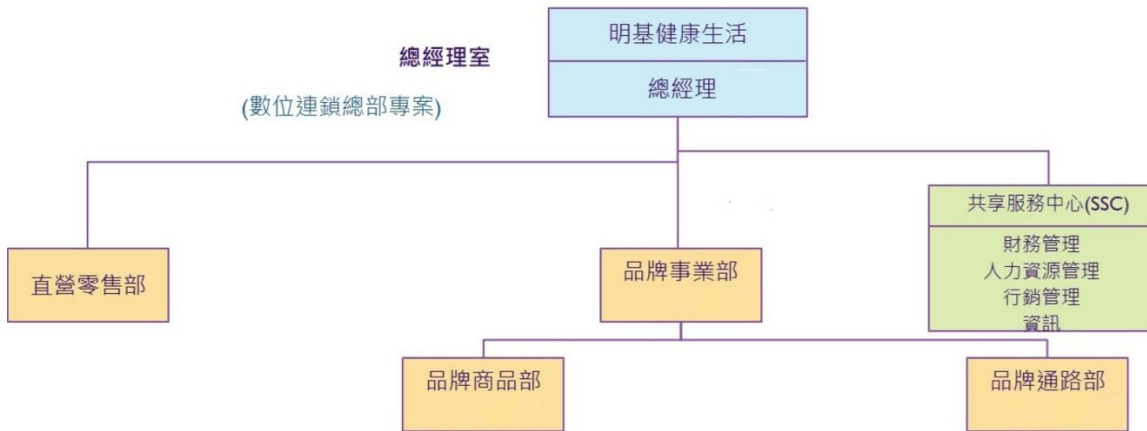 明基健康生活
總經理室
總經理
(數位連鎖總部專案)
共享服務中心(SSC)
財務管理
人力資源管理
行銷管理
資訊
直營零售部
品牌事業部
品牌商品部
品牌通路部